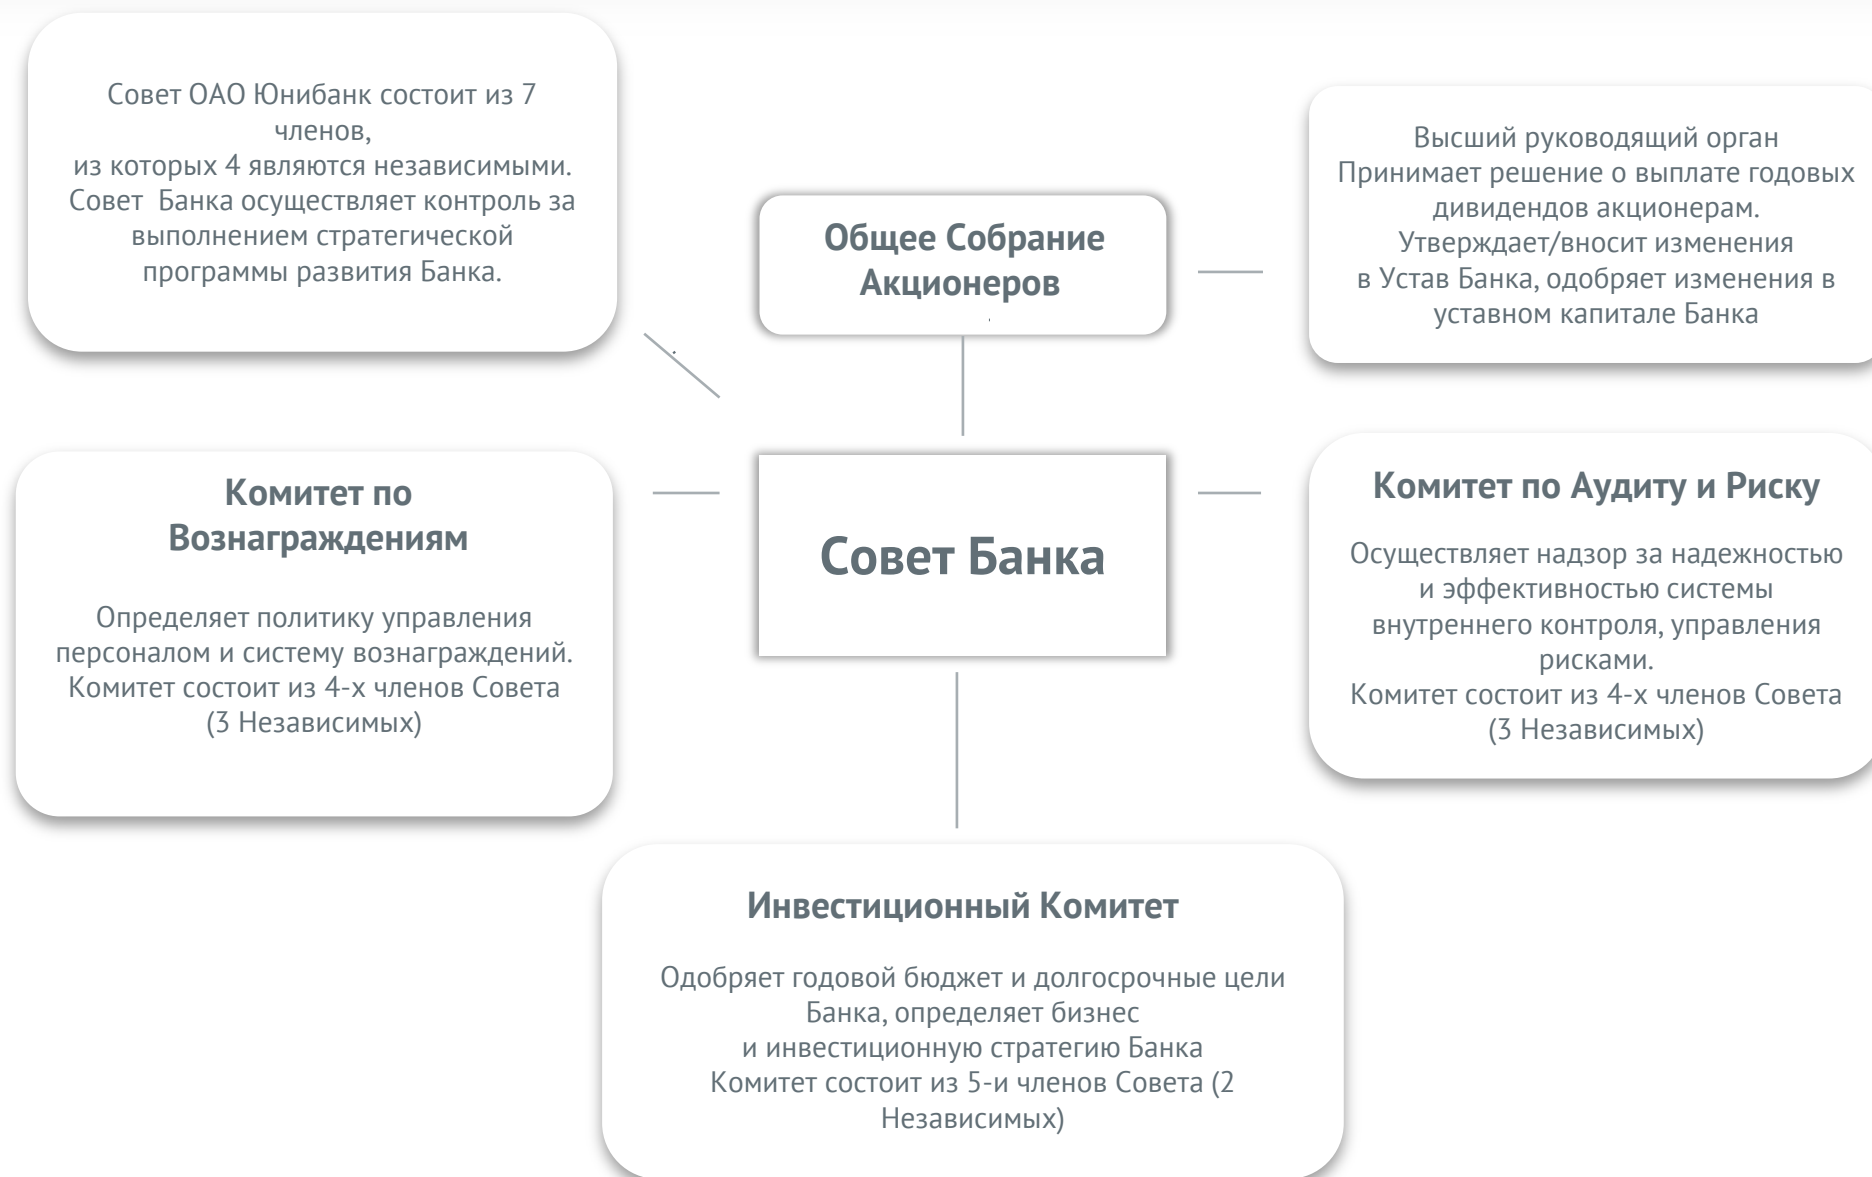 Совет ОАО Юнибанк состоит из 7
членов,
из которых 4 являются независимыми.
Совет Банка осуществляет контроль за
выполнением стратегической
программы развития Банка.
Общее Собрание
Акционеров
Высший руководящий орган
Принимает решение о выплате годовых
дивидендов акционерам.
Утверждает/вносит изменения
в Устав Банка, одобряет изменения в
уставном капитале Банка
Комитет по
Вознаграждениям
Определяет политику управления
персоналом и систему вознаграждений.
Комитет состоит из 4-х членов Совета
(3 Независимых)
Совет Банка
Комитет по Аудиту и Риску
Осуществляет надзор за надежностью
и эффективностью системы
внутреннего контроля, управления
рисками.
Комитет состоит из 4-х членов Совета
(3 Независимых)
Инвестиционный Комитет
Одобряет годовой бюджет и долгосрочные цели
Банка, определяет бизнес
и инвестиционную стратегию Банка
Комитет состоит из 5-и членов Совета (2
Независимых)